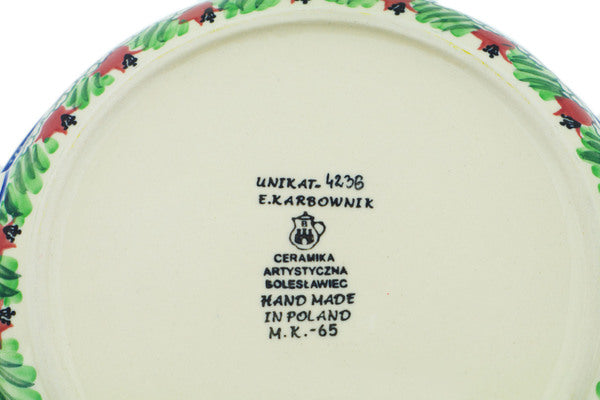 UNIKAT- 4236
E.KARBOWNIK
B
CERAMIKA
ARTYSTYCZNA
BOLESŁAWIEC
HAND MADE
IN POLAND
M.K.-65